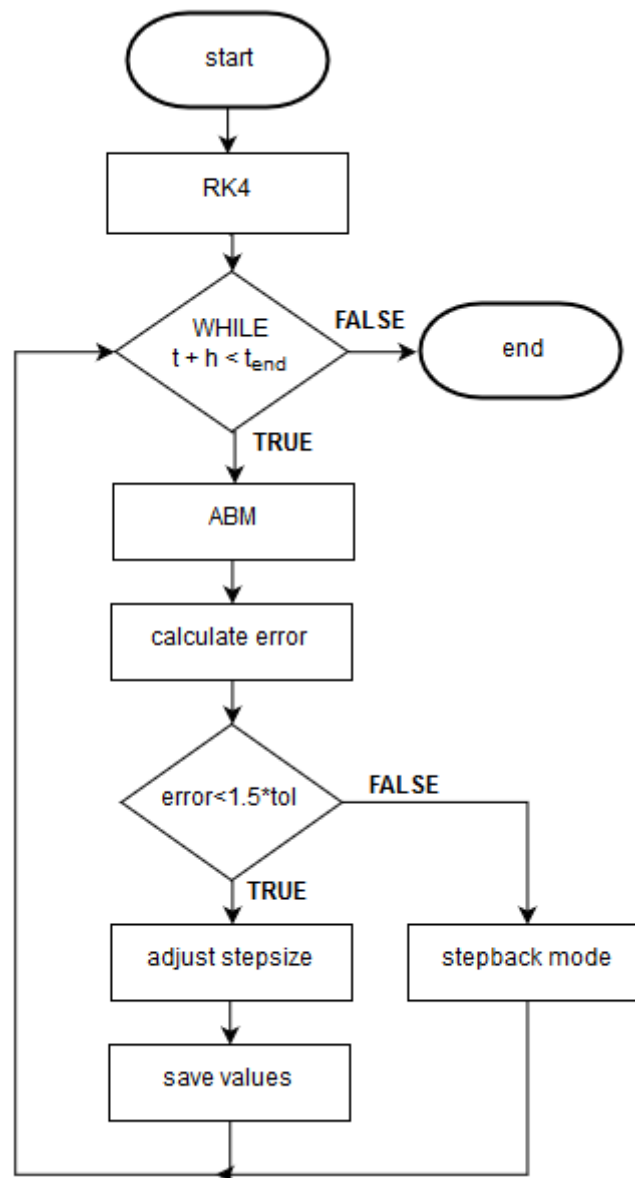 start
RK4
WHILE
t + h < tend
FALSE
end
TRUE
ABM
calculate error
error<1.5*tol
FALSE
TRUE
adjust stepsize
stepback mode
save values